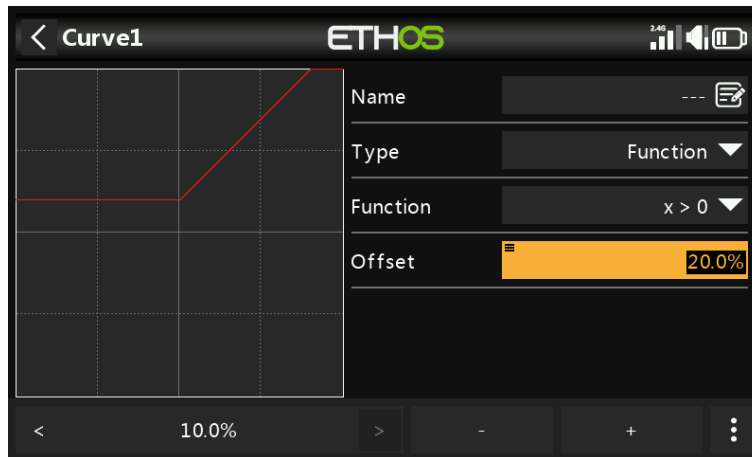 < Curve1 ETHOS 2.4G
Name ---
Type Function
Function x > 0
Offset 20.0%
< 10.0% > - +